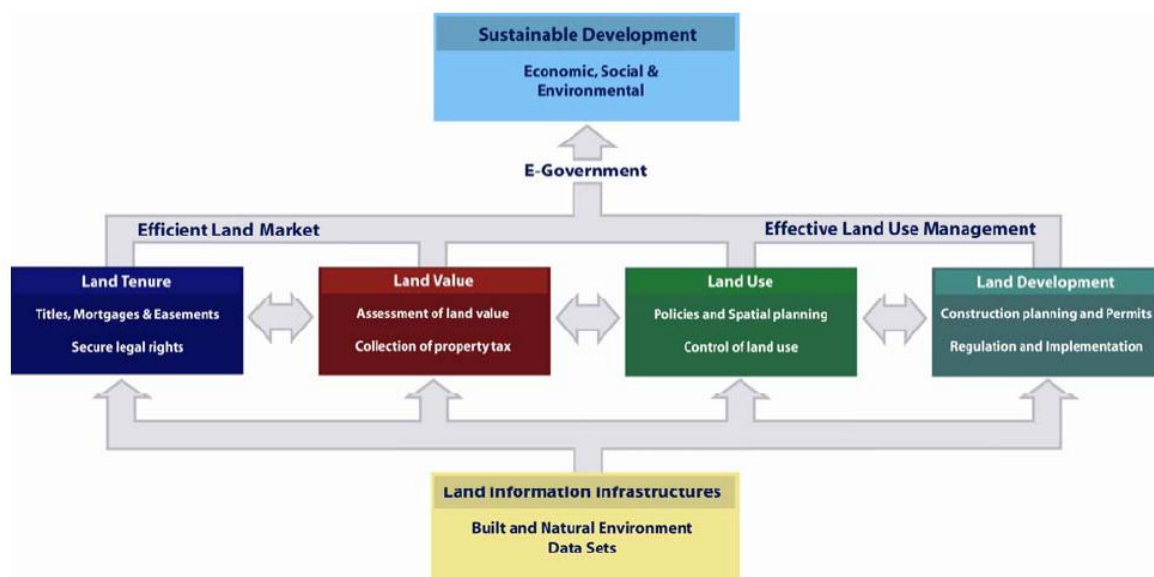 Sustainable Development
Economic, Social &
Environmental
E-Government
Efficient Land Market
Effective Land Use Management
Land Tenure
Titles, Mortgages & Easements
Secure legal rights
Land Value
Assessment of land value
Collection of property tax
Land Use
Policies and Spatial planning
Control of land use
Land Development
Construction planning and Permits
Regulation and Implementation
Land Information Infrastructures
Built and Natural Environment
Data Sets